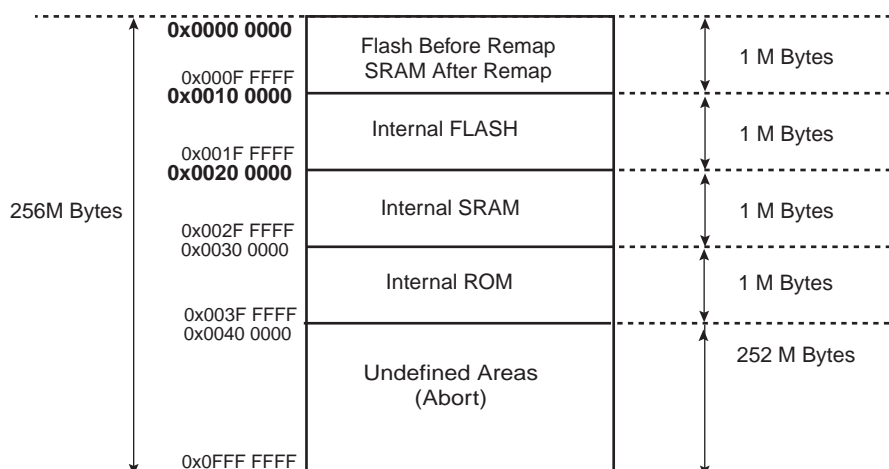 0x0000 0000
Flash Before Remap
SRAM After Remap
1 M Bytes
0x000F FFFF
0x0010 0000
Internal FLASH
1 M Bytes
0x001F FFFF
0x0020 0000
256M Bytes
Internal SRAM
1 M Bytes
0x002F FFFF
0x0030 0000
Internal ROM
1 M Bytes
0x003F FFFF
0x0040 0000
252 M Bytes
Undefined Areas
(Abort)
0x0FFF FFFF